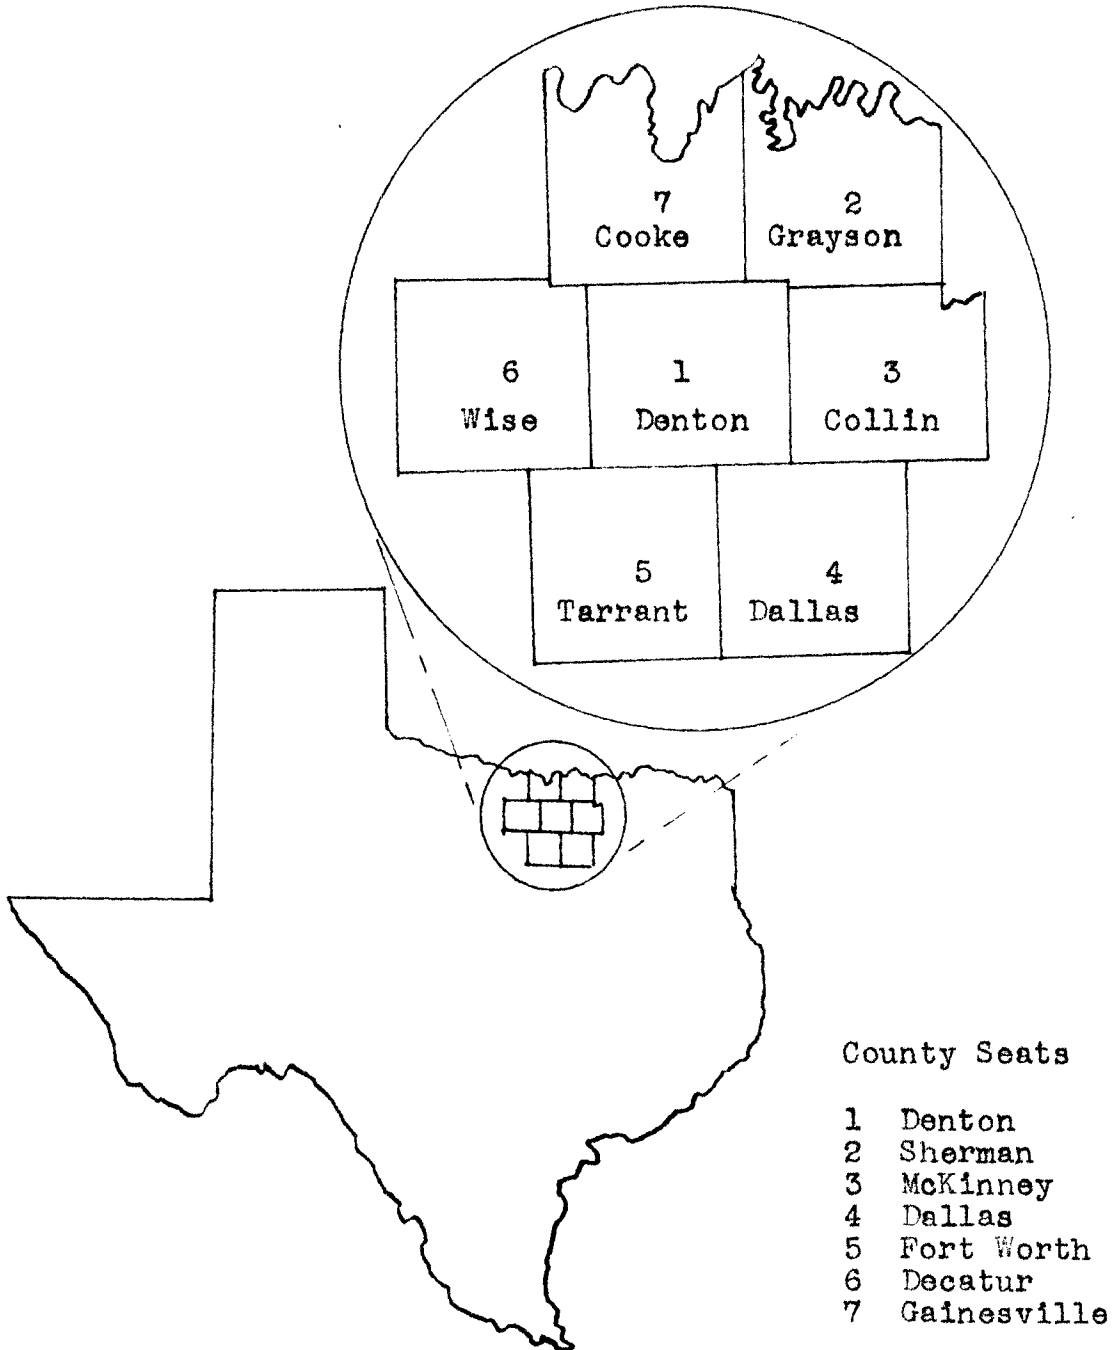 7 2
Cooke Grayson
6 1 3
Wise Denton Collin
5 4
Tarrant Dallas
County Seats
1 Denton
2 Sherman
3 McKinney
4 Dallas
5 Fort Worth
6 Decatur
7 Gainesville